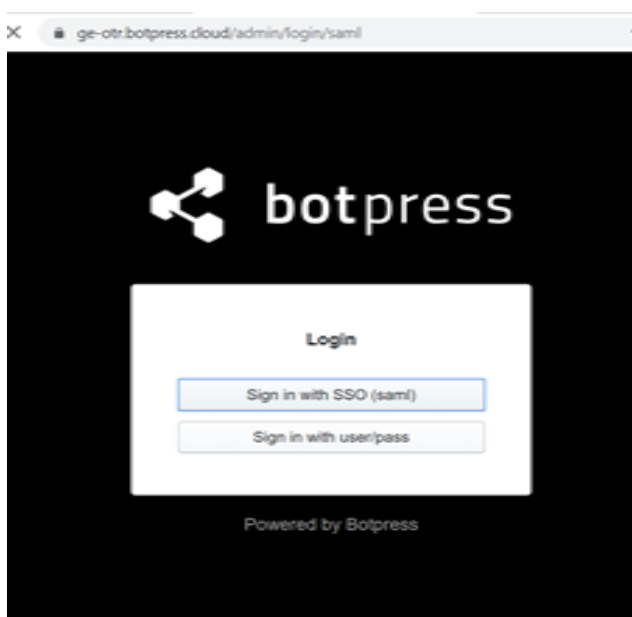 ge-otr.botpress.cloud/admin/login/saml
botpress
Login
Sign in with SSO (saml)
Sign in with user/pass
Powered by Botpress